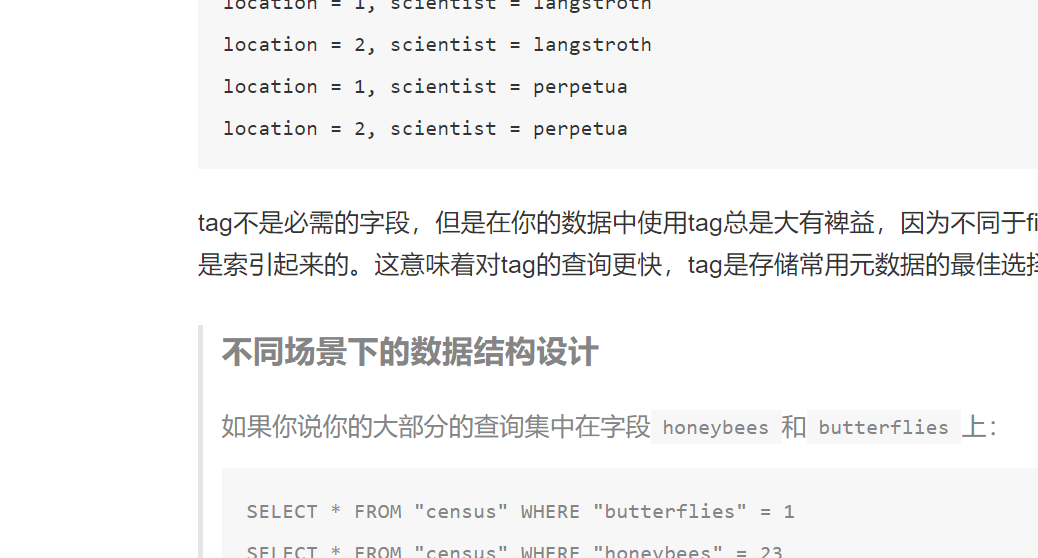 location = 1, scientist = langstroth
location = 2, scientist = langstroth
location = 1, scientist = perpetua
location = 2, scientist = perpetua
tag不是必需的字段，但是在你的数据中使用tag总是大有裨益，因为不同于fi
是索引起来的。这意味着对tag的查询更快，tag是存储常用元数据的最佳选择
不同场景下的数据结构设计
如果你说你的大部分的查询集中在字段 honeybees 和 butterflies 上：
SELECT * FROM "census" WHERE "butterflies" = 1
SELECT * FROM "census" WHERE "honeybees" = 23